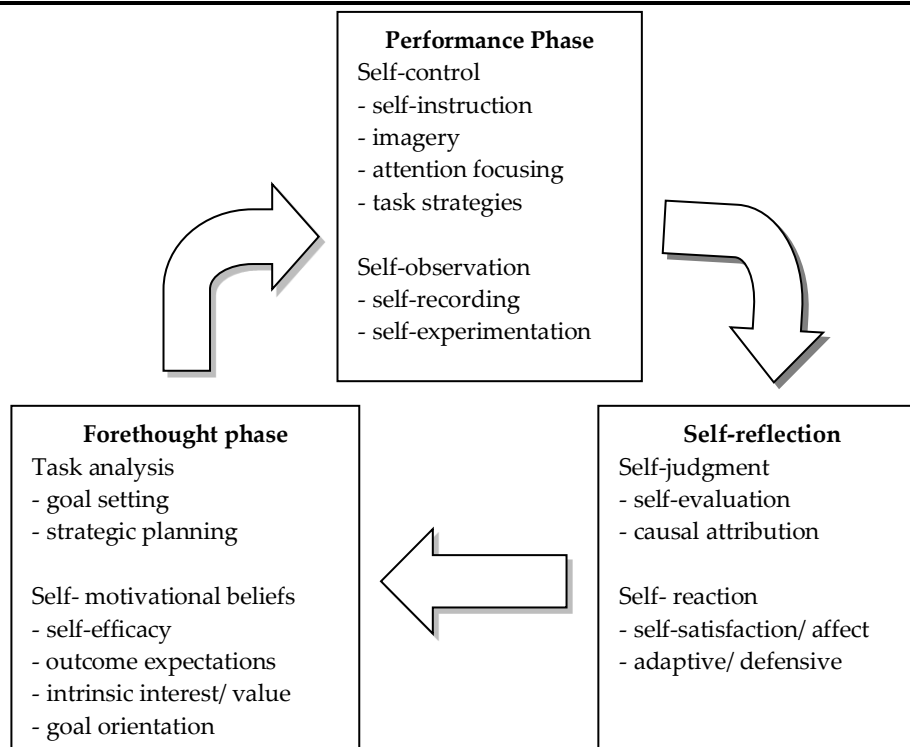 Performance Phase
Self-control
- self-instruction
- imagery
- attention focusing
- task strategies
Self-observation
- self-recording
- self-experimentation
Forethought phase
Task analysis
- goal setting
- strategic planning
Self- motivational beliefs
- self-efficacy
- outcome expectations
- intrinsic interest/ value
- goal orientation
Self-reflection
Self-judgment
- self-evaluation
- causal attribution
Self- reaction
- self-satisfaction/ affect
- adaptive/ defensive